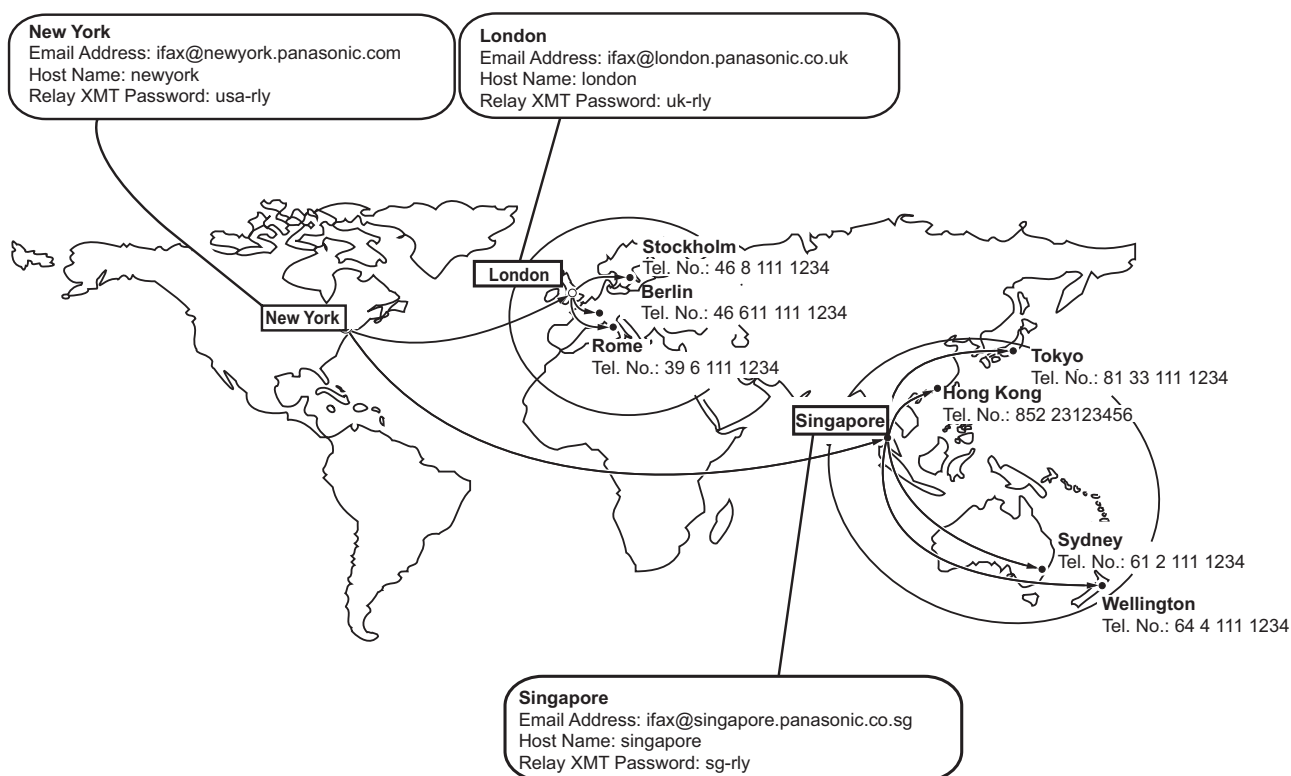 New York
Email Address: ifax@newyork.panasonic.com
Host Name: newyork
Relay XMT Password: usa-rly
London
Email Address: ifax@london.panasonic.co.uk
Host Name: london
Relay XMT Password: uk-rly
London
New York
Stockholm
Tel. No.: 46 8 111 1234
Berlin
Tel. No.: 46 611 111 1234
Rome
Tel. No.: 39 6 111 1234
Tokyo
Tel. No.: 81 33 111 1234
Hong Kong
Tel. No.: 852 23123456
Singapore
Sydney
Tel. No.: 61 2 111 1234
Wellington
Tel. No.: 64 4 111 1234
Singapore
Email Address: ifax@singapore.panasonic.co.sg
Host Name: singapore
Relay XMT Password: sg-rly